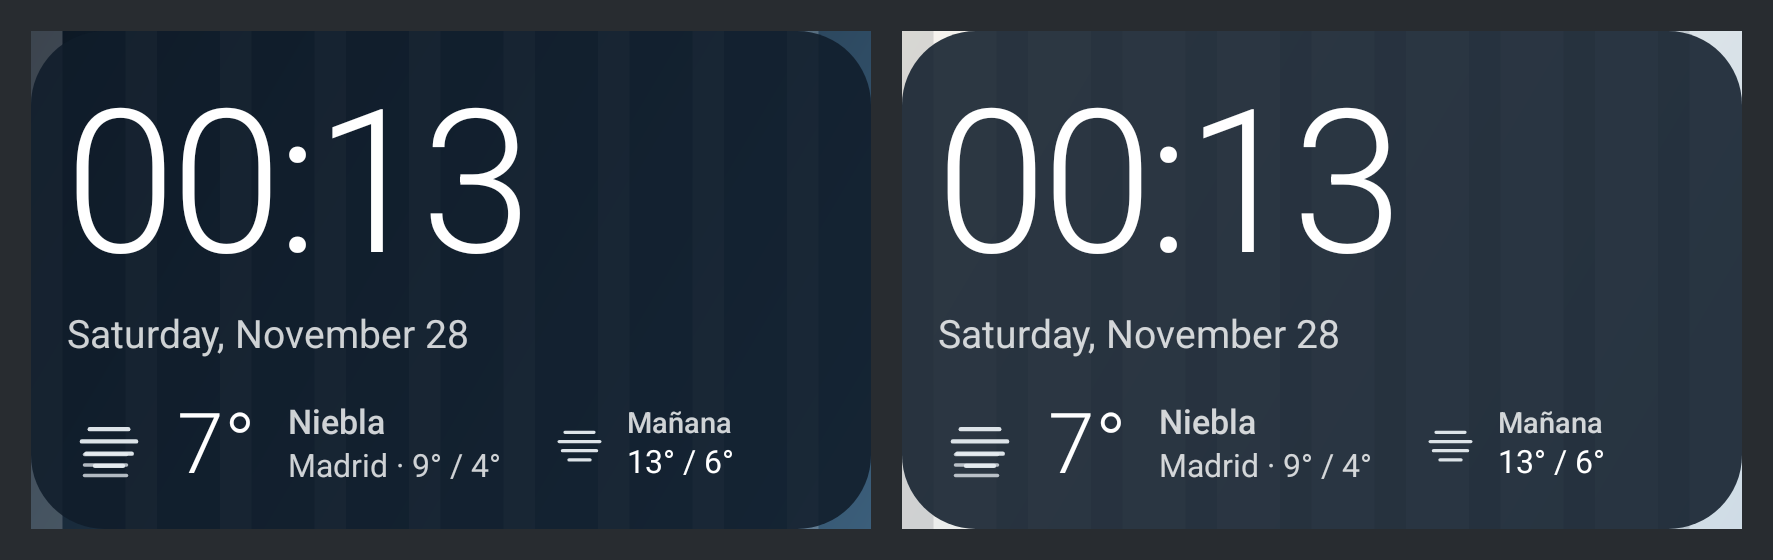 00:13
Saturday, November 28
7°
Niebla
Madrid · 9° / 4°
Mañana
13° / 6°
00:13
Saturday, November 28
7°
Niebla
Madrid · 9° / 4°
Mañana
13° / 6°